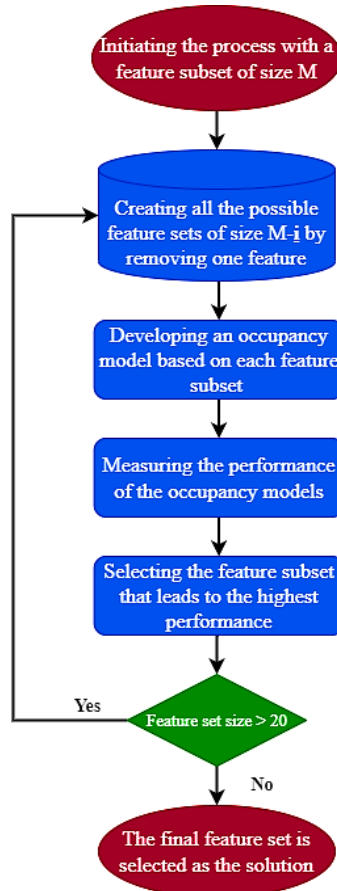 Initiating the process with a
feature subset of size M
Creating all the possible
feature sets of size M-i by
removing one feature
Developing an occupancy
model based on each feature
subset
Measuring the performance
of the occupancy models
Selecting the feature subset
that leads to the highest
performance
Yes
Feature set size > 20
No
The final feature set is
selected as the solution